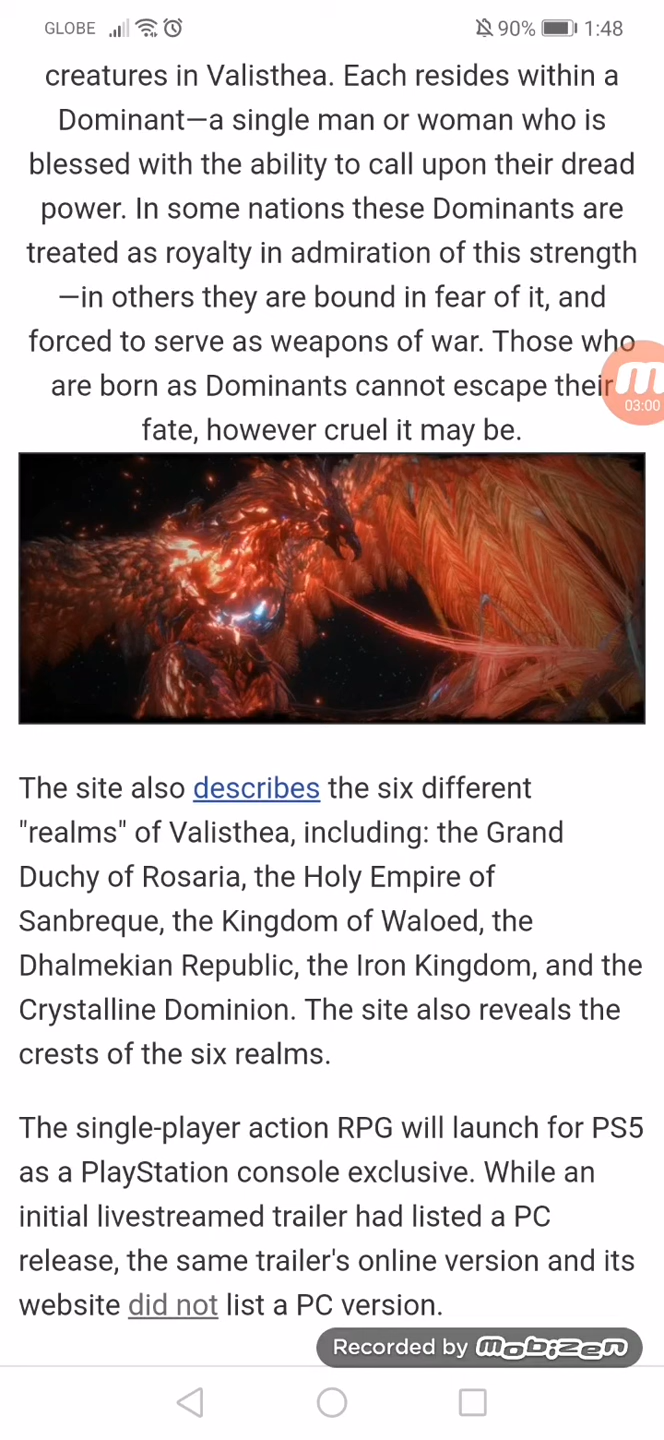 GLOBE 90% 1:48
creatures in Valisthea. Each resides within a
Dominant—a single man or woman who is
blessed with the ability to call upon their dread
power. In some nations these Dominants are
treated as royalty in admiration of this strength
—in others they are bound in fear of it, and
forced to serve as weapons of war. Those who
are born as Dominants cannot escape their
03:00
fate, however cruel it may be.
The site also describes the six different
"realms" of Valisthea, including: the Grand
Duchy of Rosaria, the Holy Empire of
Sanbreque, the Kingdom of Waloed, the
Dhalmekian Republic, the Iron Kingdom, and the
Crystalline Dominion. The site also reveals the
crests of the six realms.
The single-player action RPG will launch for PS5
as a PlayStation console exclusive. While an
initial livestreamed trailer had listed a PC
release, the same trailer's online version and its
website did not list a PC version.
Recorded by mobizen